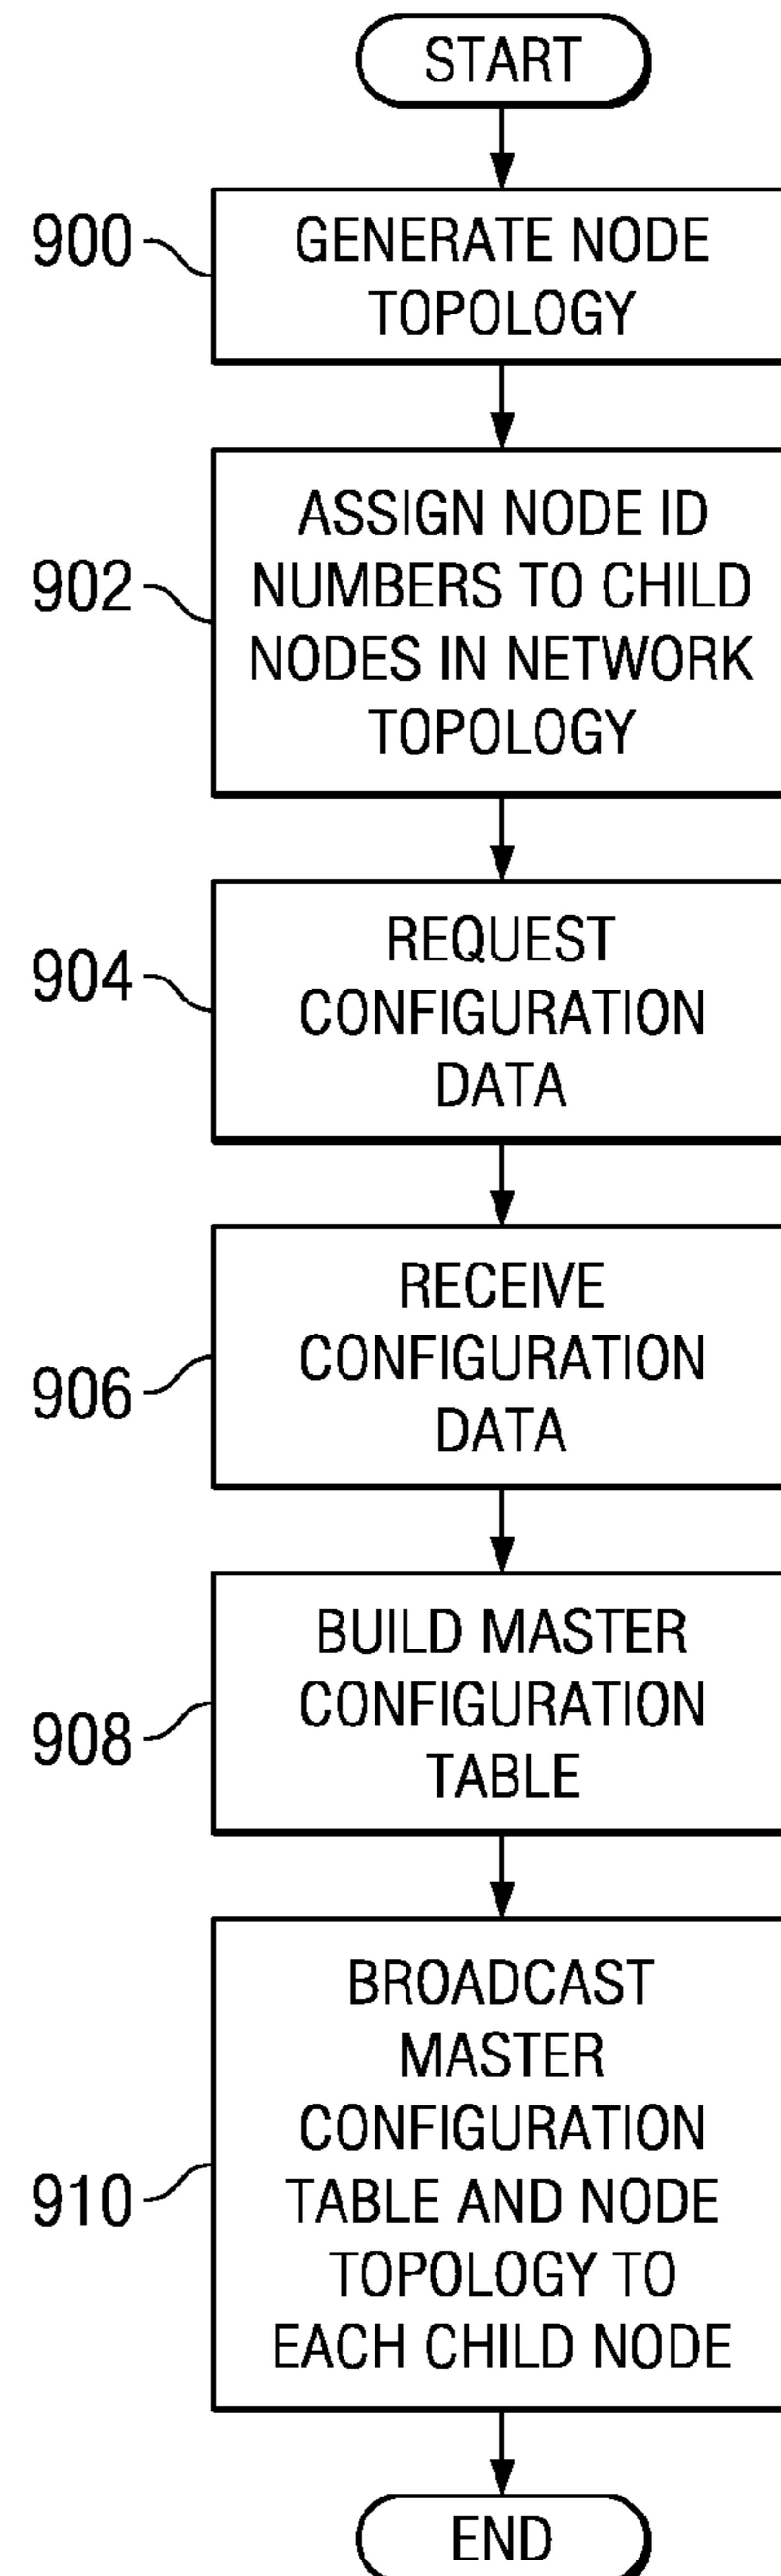 START
900
GENERATE NODE
TOPOLOGY
902
ASSIGN NODE ID
NUMBERS TO CHILD
NODES IN NETWORK
TOPOLOGY
904
REQUEST
CONFIGURATION
DATA
906
RECEIVE
CONFIGURATION
DATA
908
BUILD MASTER
CONFIGURATION
TABLE
910
BROADCAST
MASTER
CONFIGURATION
TABLE AND NODE
TOPOLOGY TO
EACH CHILD NODE
END